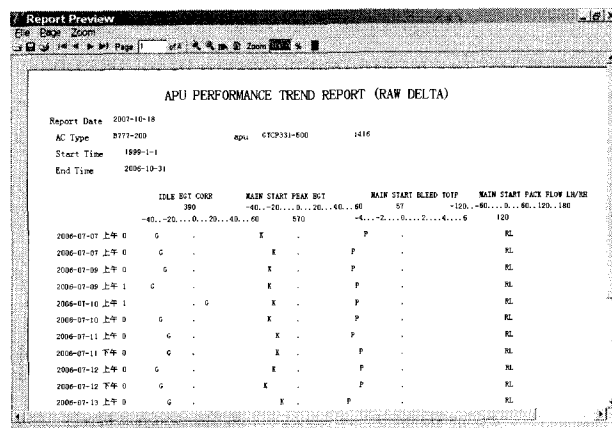 Report Preview
File Page Zoom
Page 1 of 4 Zoom 100% %
APU PERFORMANCE TREND REPORT (RAW DELTA)
Report Date 2007-10-18
AC Type B777-200 apu GTCP331-500 1416
Start Time 1999-1-1
End Time 2006-10-31
IDLE EGT CORR MAIN START PEAK EGT MAIN START BLEED TOTP MAIN START PACK FLOW LH/RH
390 -40...-20....0...20...40...60 57 -120..-60....0...60..120..180
-40...-20....0...20...40...60 570 -4...-2....0....2....4....6 120
2006-07-07 上午 0 G . K . P . RL
2006-07-07 上午 0 G . K . P . RL
2006-07-09 上午 0 G . K . P . RL
2006-07-09 上午 1 G . K . P . RL
2006-07-10 上午 1 . G K . P . RL
2006-07-10 上午 0 G . K . P . RL
2006-07-11 上午 0 G . K . P . RL
2006-07-11 下午 0 G . K . P . RL
2006-07-12 上午 0 G . K . P . RL
2006-07-12 下午 0 G . K . P . RL
2006-07-13 上午 0 G . K . P . RL